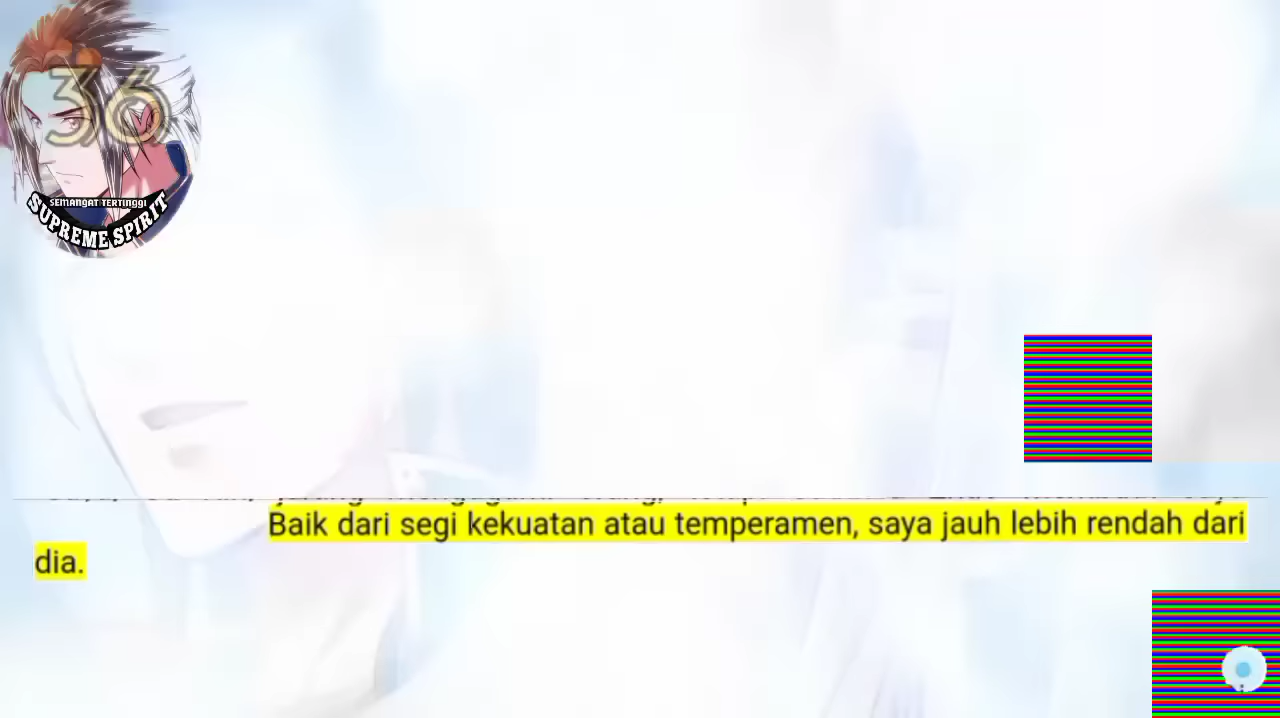 36
SEMANGAT TERTINGGI
SUPREME SPIRIT
Baik dari segi kekuatan atau temperamen, saya jauh lebih rendah dari
dia.